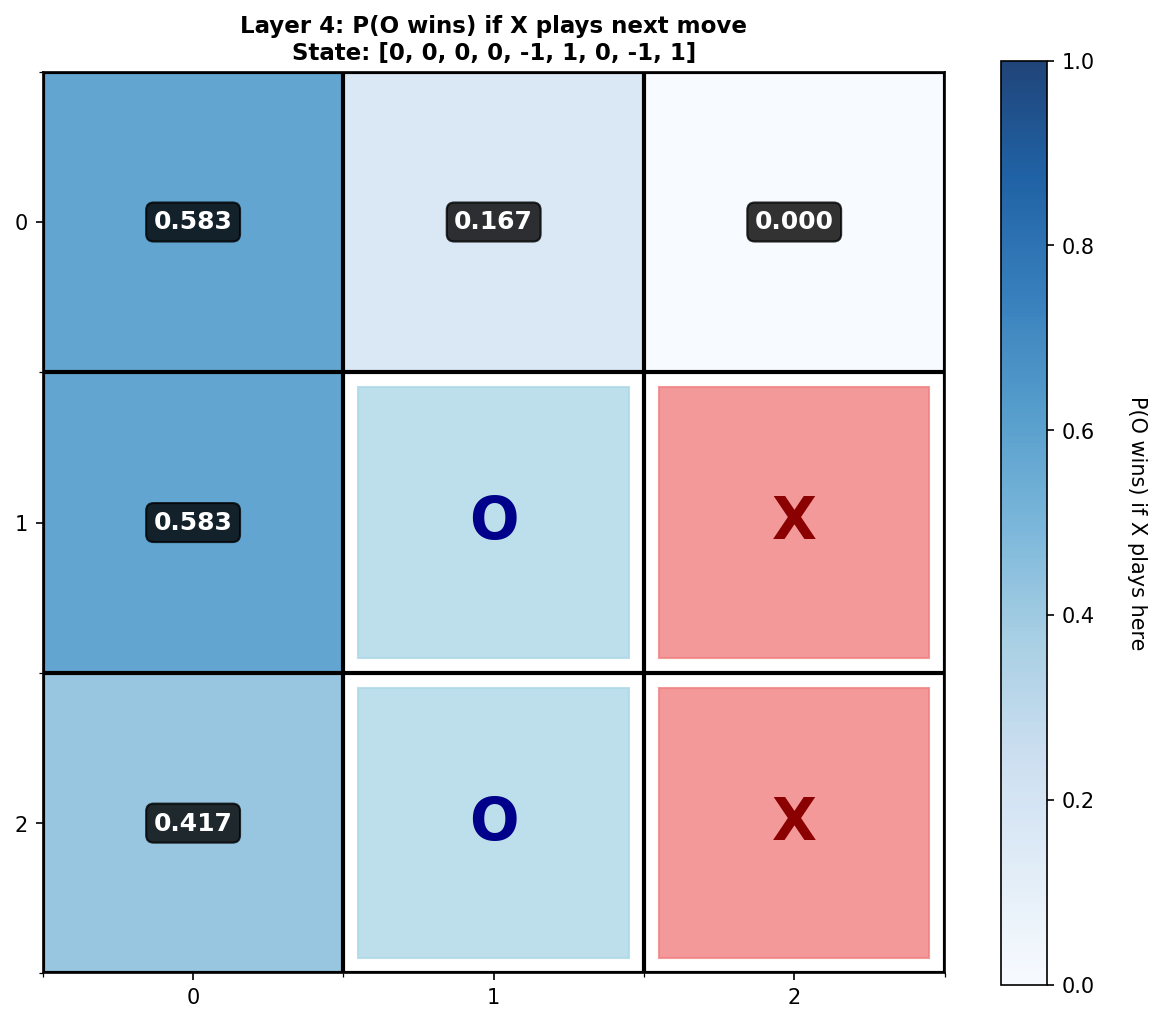 Layer 4: P(O wins) if X plays next move
State: [0, 0, 0, 0, -1, 1, 0, -1, 1]
0
0.583
0.167
0.000
1
0.583
O
X
2
0.417
O
X
0
1
2
1.0
0.8
0.6
0.4
0.2
0.0
P(O wins) if X plays here